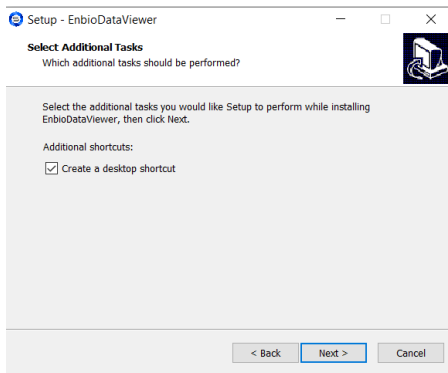 Setup - EnbioDataViewer
Select Additional Tasks
Which additional tasks should be performed?
Select the additional tasks you would like Setup to perform while installing
EnbioDataViewer, then click Next.
Additional shortcuts:
Create a desktop shortcut
< Back
Next >
Cancel